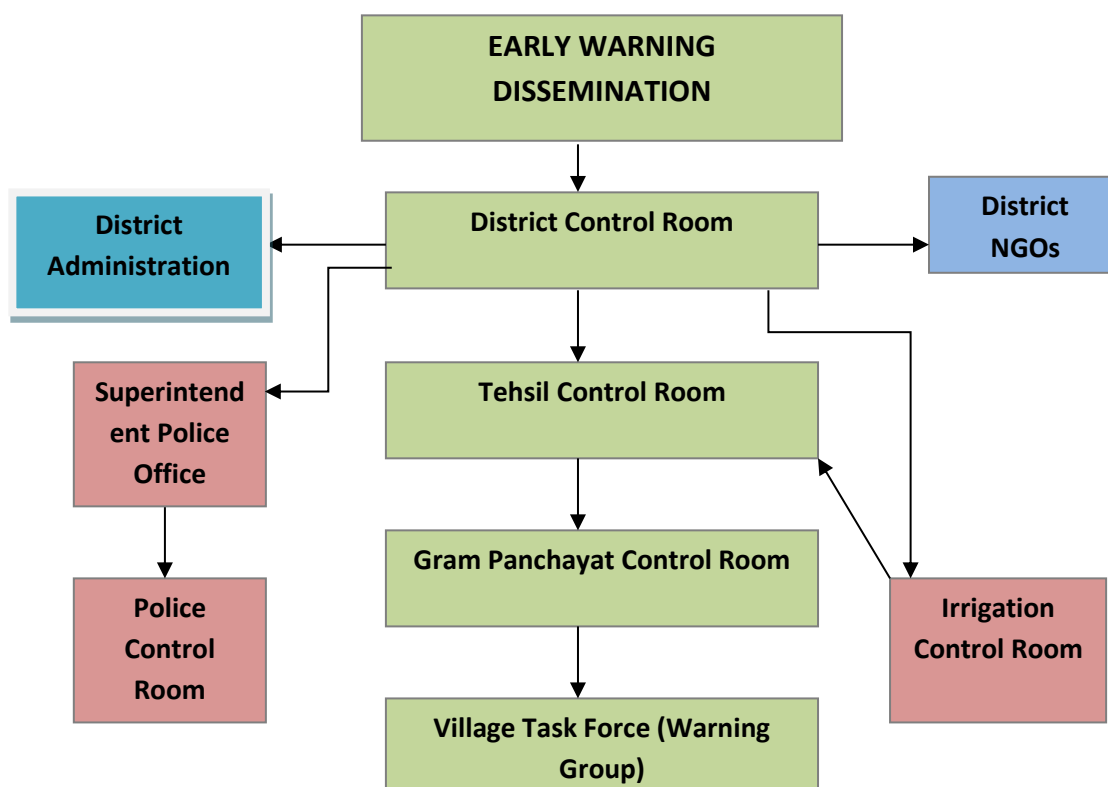 EARLY WARNING
DISSEMINATION
District
Administration
District Control Room
District
NGOs
Superintend
ent Police
Office
Tehsil Control Room
Gram Panchayat Control Room
Police
Control
Room
Irrigation
Control Room
Village Task Force (Warning
Group)